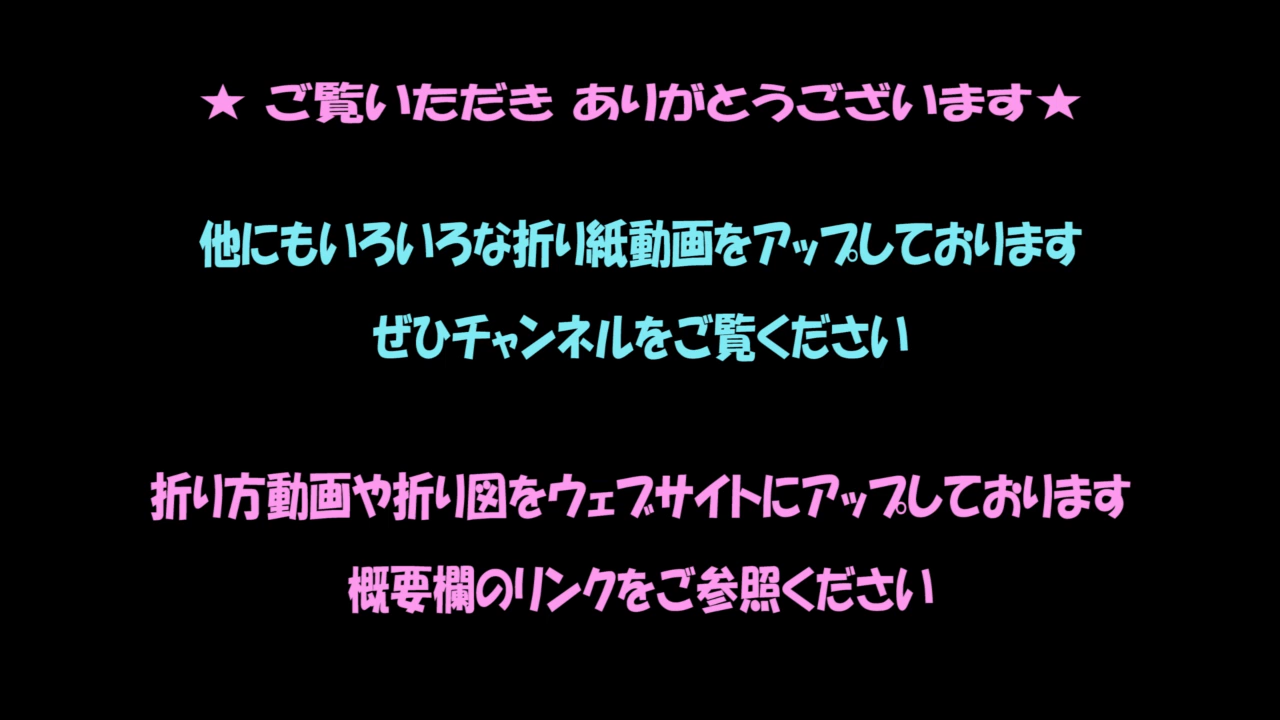 ★ ご覧いただき ありがとうございます★
他にもいろいろな折り紙動画をアップしております
ぜひチャンネルをご覧ください
折り方動画や折り図をウェブサイトにアップしております
概要欄のリンクをご参照ください